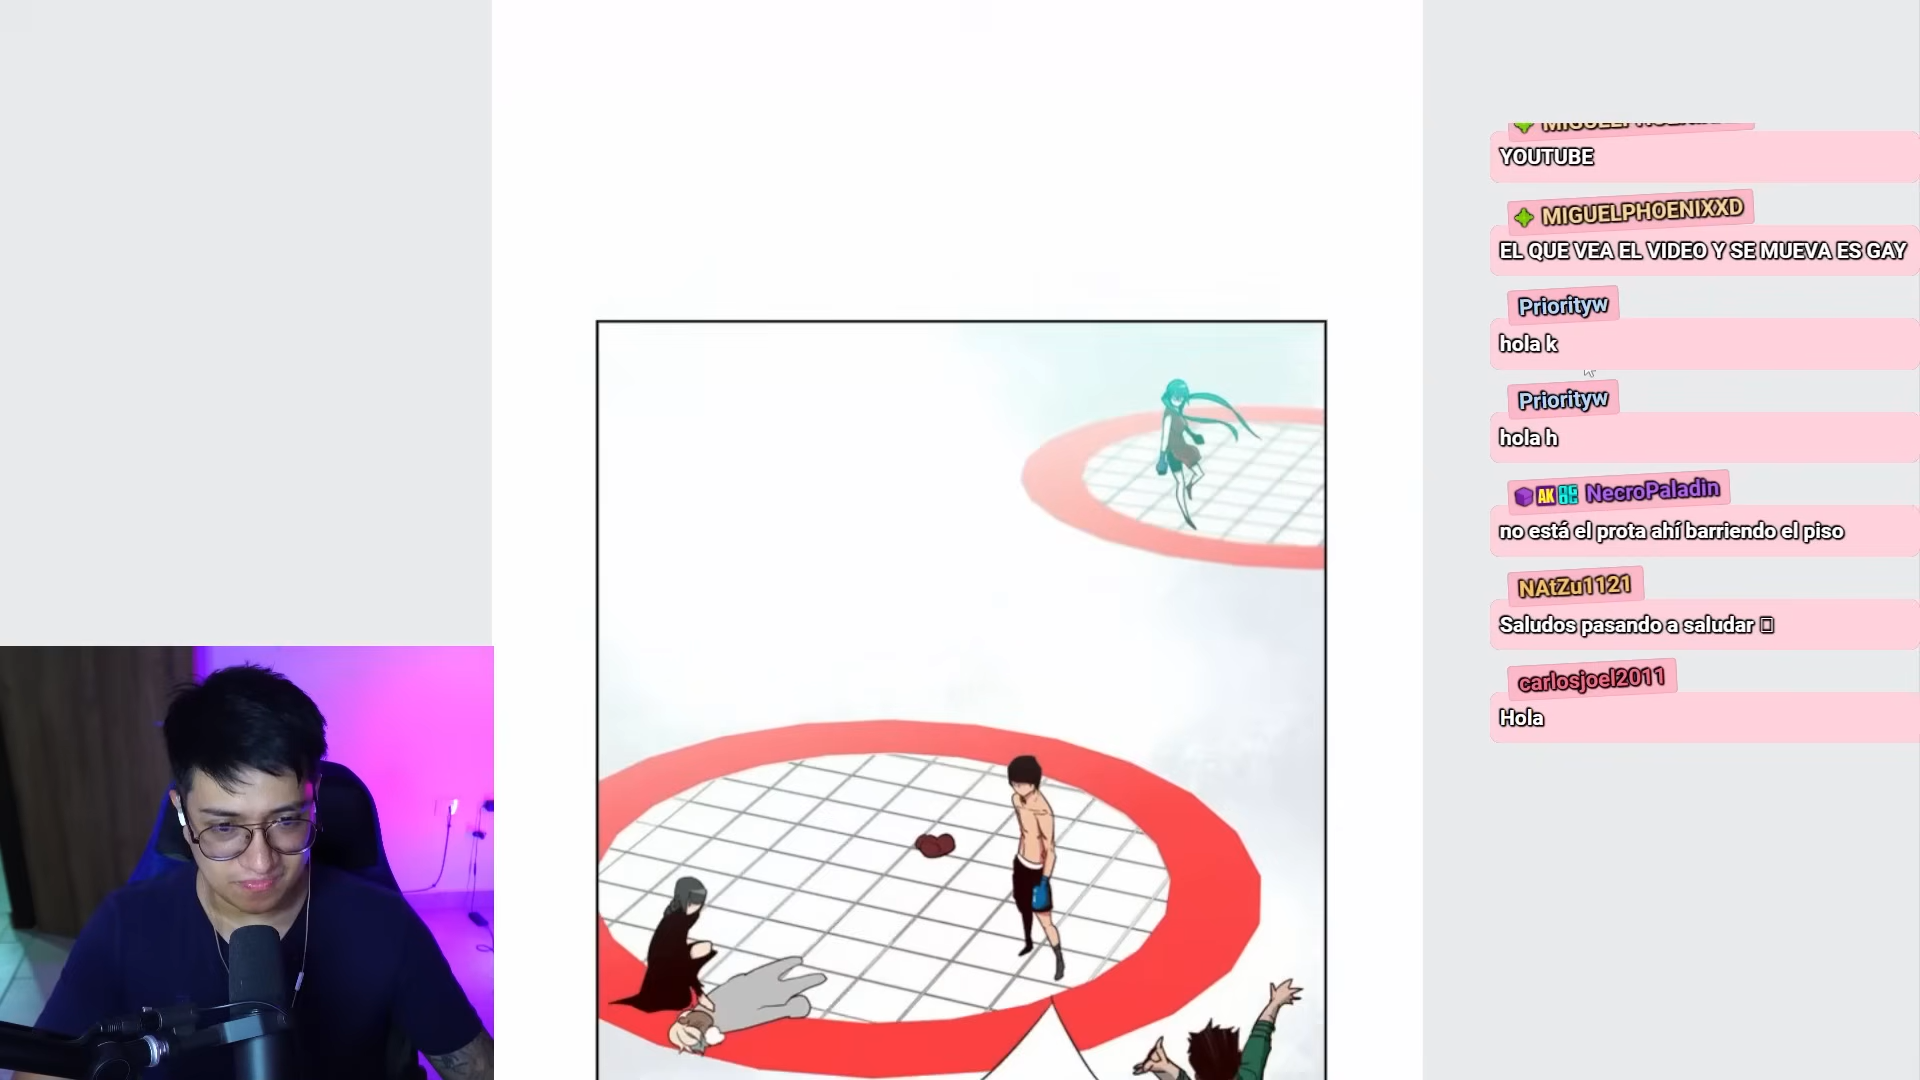 YOUTUBE
MIGUELPHOENIXXD
EL QUE VEA EL VIDEO Y SE MUEVA ES GAY
Priorityw
hola k
Priorityw
hola h
AK NecroPaladin
no está el prota ahí barriendo el piso
NAtZu1121
Saludos pasando a saludar
carlosjoel2011
Hola